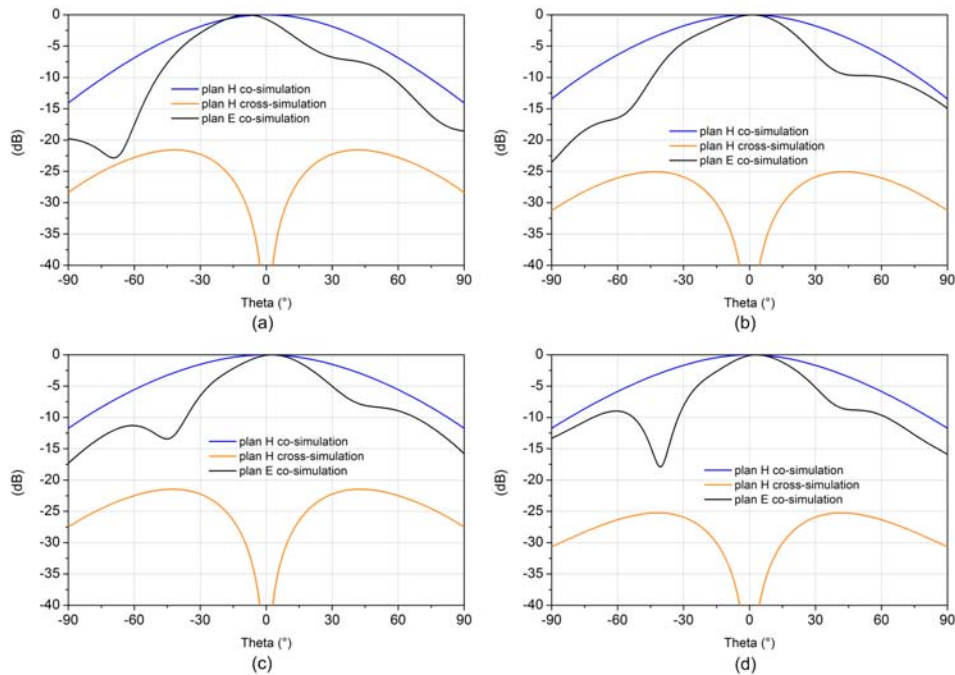 0
-5
-10
-15
-20
-25
-30
-35
-40
(dB)
plan H co-simulation
plan H cross-simulation
plan E co-simulation
-90 -60 -30 0 30 60 90
Theta (°)
(a)
0
-5
-10
-15
-20
-25
-30
-35
-40
(dB)
plan H co-simulation
plan H cross-simulation
plan E co-simulation
-90 -60 -30 0 30 60 90
Theta (°)
(b)
0
-5
-10
-15
-20
-25
-30
-35
-40
(dB)
plan H co-simulation
plan H cross-simulation
plan E co-simulation
-90 -60 -30 0 30 60 90
Theta (°)
(c)
0
-5
-10
-15
-20
-25
-30
-35
-40
(dB)
plan H co-simulation
plan H cross-simulation
plan E co-simulation
-90 -60 -30 0 30 60 90
Theta (°)
(d)